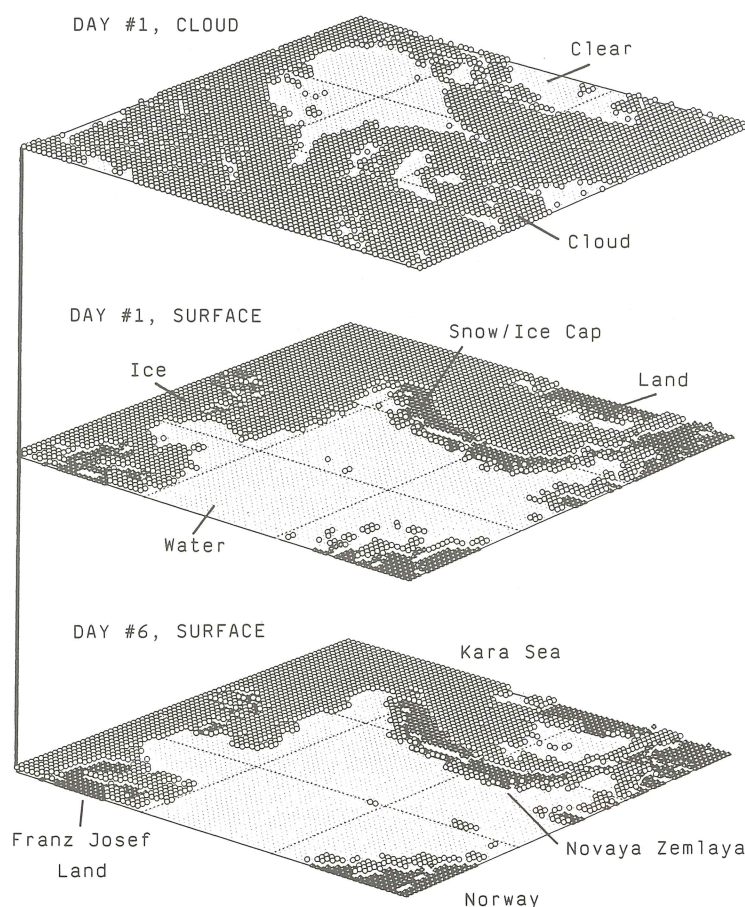 DAY #1, CLOUD
Clear
Cloud
DAY #1, SURFACE
Snow/Ice Cap
Ice
Land
Water
DAY #6, SURFACE
Kara Sea
Franz Josef
Land
Novaya Zemlaya
Norway